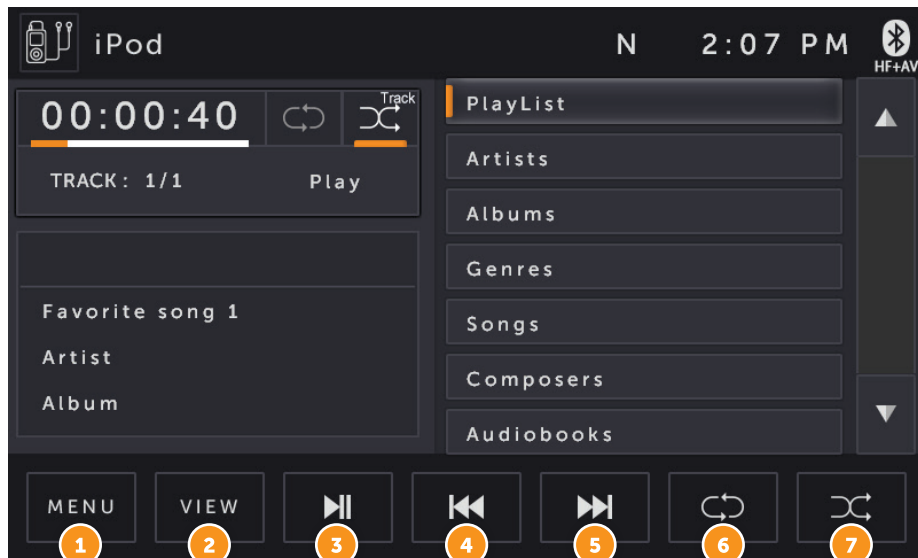 iPod N 2:07 PM HF+AV
00:00:40 Track
TRACK: 1/1 Play
Favorite song 1
Artist
Album
PlayList
Artists
Albums
Genres
Songs
Composers
Audiobooks
MENU VIEW
1 2 3 4 5 6 7